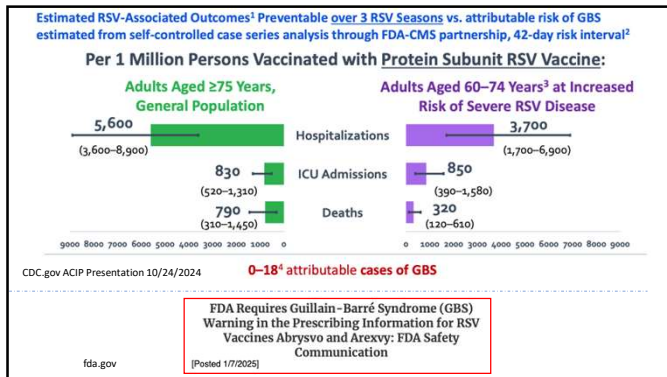 Estimated RSV-Associated Outcomes¹ Preventable over 3 RSV Seasons vs. attributable risk of GBS
estimated from self-controlled case series analysis through FDA-CMS partnership, 42-day risk interval²
Per 1 Million Persons Vaccinated with Protein Subunit RSV Vaccine:
Adults Aged ≥75 Years,
General Population
Adults Aged 60–74 Years³ at Increased
Risk of Severe RSV Disease
5,600
(3,600–8,900)
Hospitalizations
3,700
(1,700–6,900)
830
(520–1,310)
ICU Admissions
850
(390–1,580)
790
(310–1,450)
Deaths
320
(120–610)
9000 8000 7000 6000 5000 4000 3000 2000 1000 0
0 1000 2000 3000 4000 5000 6000 7000 8000 9000
CDC.gov ACIP Presentation 10/24/2024
0–18⁴ attributable cases of GBS
FDA Requires Guillain-Barré Syndrome (GBS)
Warning in the Prescribing Information for RSV
Vaccines Abrysvo and Arexvy: FDA Safety
Communication
fda.gov
[Posted 1/7/2025]